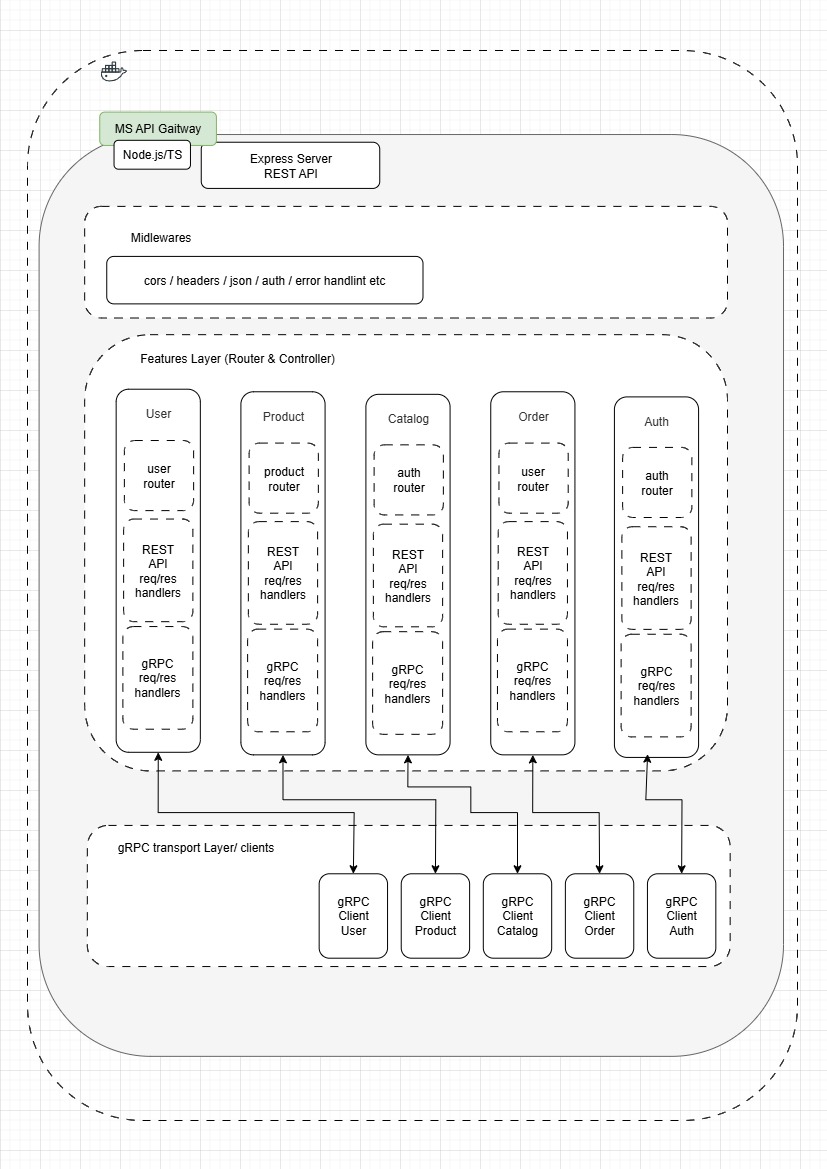 MS API Gaitway
Node.js/TS
Express Server
REST API
Midlewares
cors / headers / json / auth / error handlint etc
Features Layer (Router & Controller)
User
user
router
REST
API
req/res
handlers
gRPC
req/res
handlers
Product
product
router
REST
API
req/res
handlers
gRPC
req/res
handlers
Catalog
auth
router
REST
API
req/res
handlers
gRPC
req/res
handlers
Order
user
router
REST
API
req/res
handlers
gRPC
req/res
handlers
Auth
auth
router
REST
API
req/res
handlers
gRPC
req/res
handlers
gRPC transport Layer/ clients
gRPC
Client
User
gRPC
Client
Product
gRPC
Client
Catalog
gRPC
Client
Order
gRPC
Client
Auth